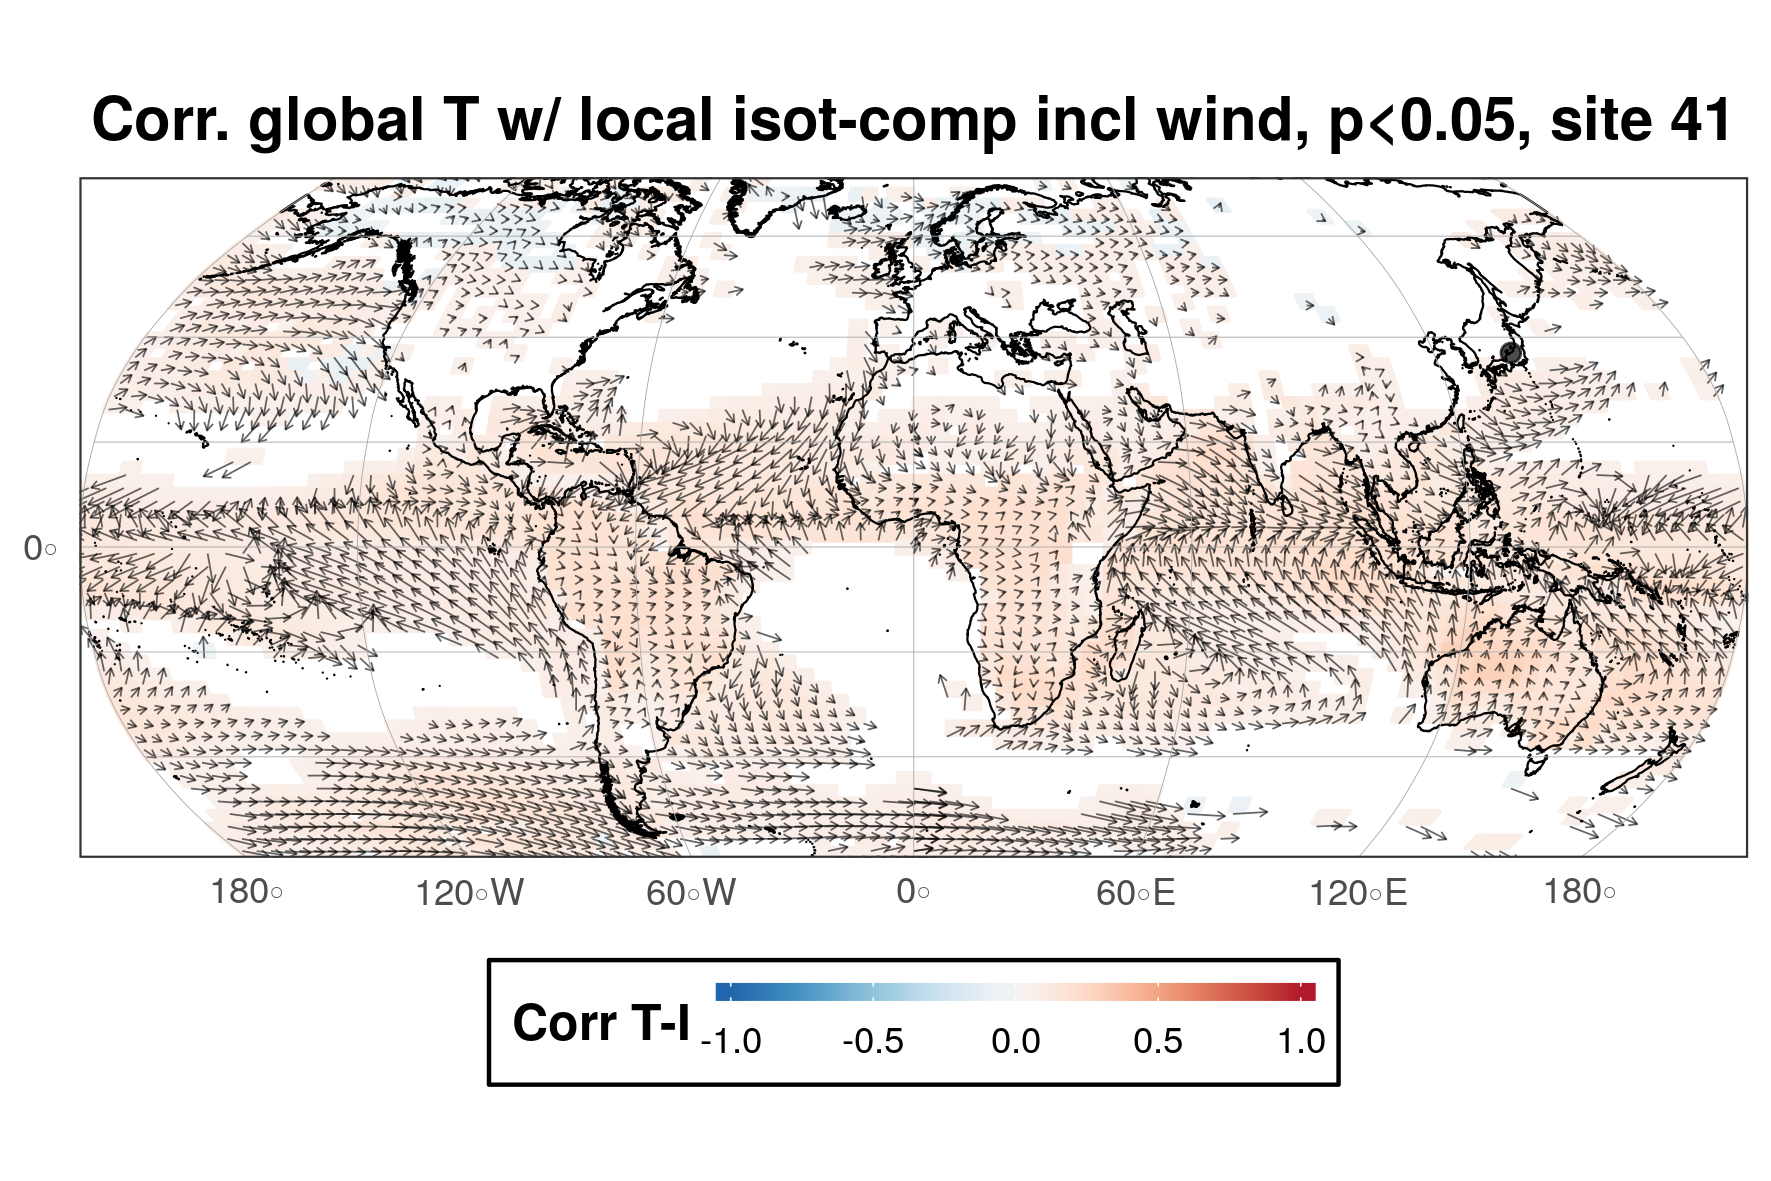 Corr. global T w/ local isot-comp incl wind, p<0.05, site 41
0○
180○ 120○W 60○W 0○ 60○E 120○E 180○
Corr T-I
-1.0 -0.5 0.0 0.5 1.0